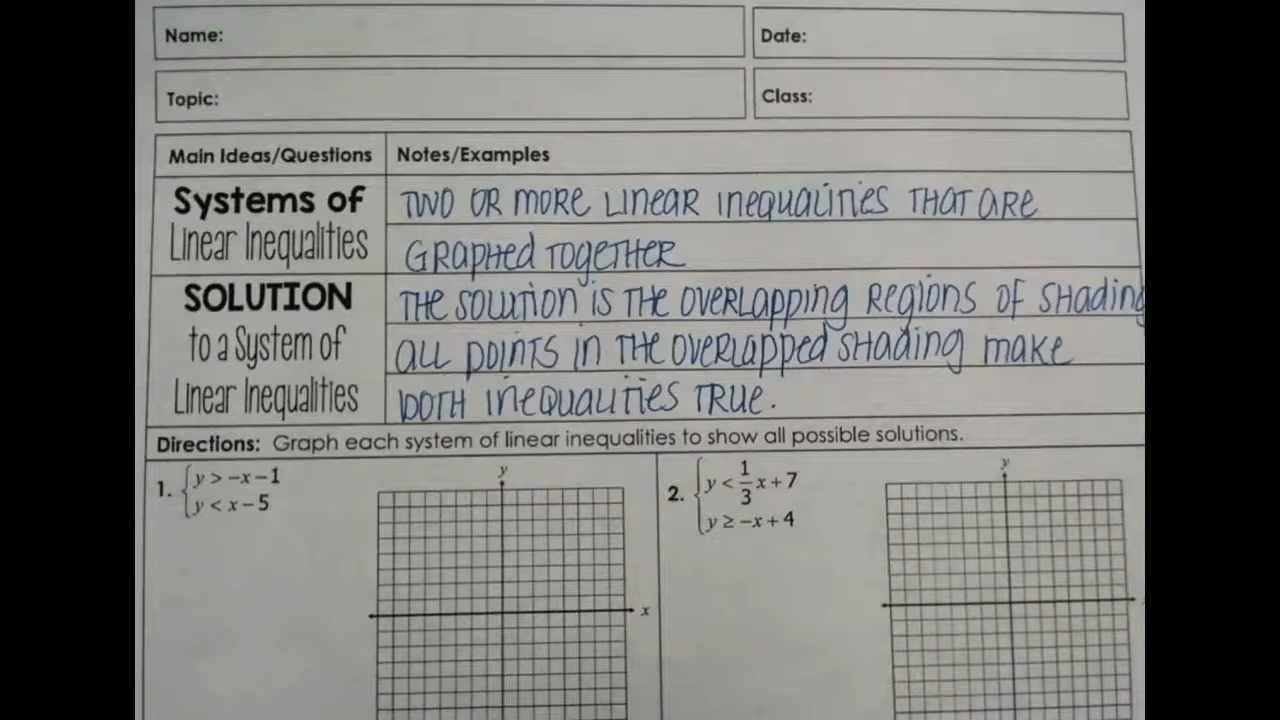 Name:
Date:
Topic:
Class:
Main Ideas/Questions
Notes/Examples
Systems of
Linear Inequalities
TWO OR MORE LINEAR INEQUALITIES THAT ARE
GRAPHED TOGETHER
SOLUTION
to a System of
Linear Inequalities
THE SOLUTION IS THE OVERLAPPING REGIONS OF SHADING
ALL POINTS IN THE OVERLAPPED SHADING MAKE
BOTH INEQUALITIES TRUE.
Directions: Graph each system of linear inequalities to show all possible solutions.
1. { y > -x - 1
y < x - 5
y
x
2. { y < 1/3 x + 7
y ≥ -x + 4
y